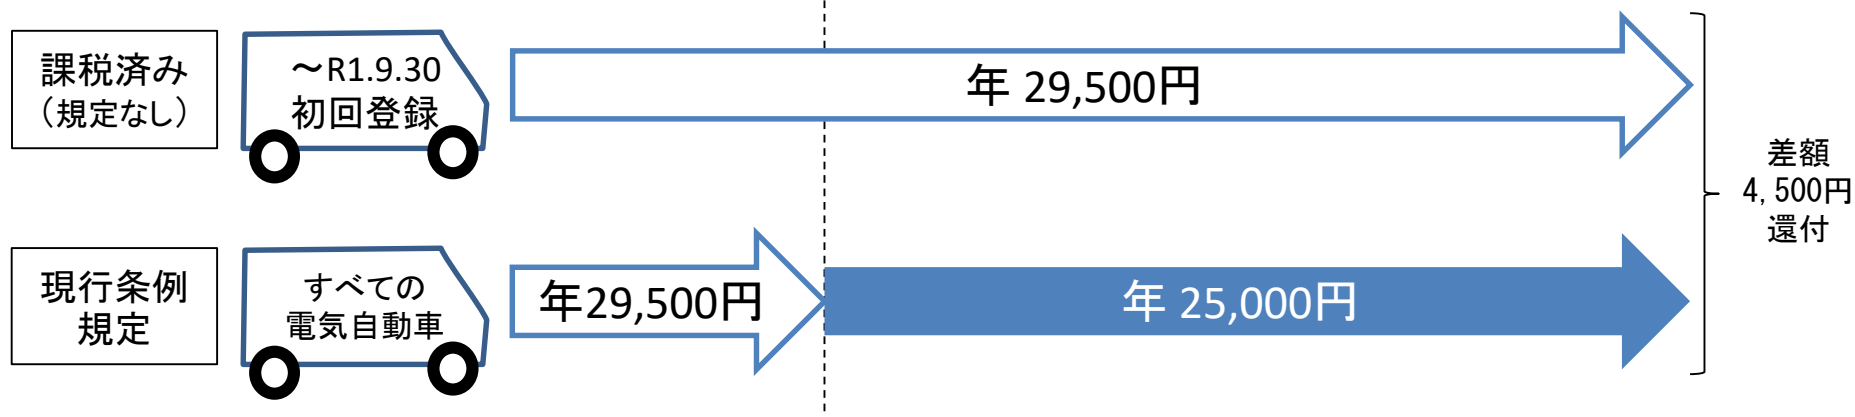 課税済み
（規定なし）
～R1.9.30
初回登録
年 29,500円
差額
4,500円
還付
現行条例
規定
すべての
電気自動車
年29,500円
年 25,000円